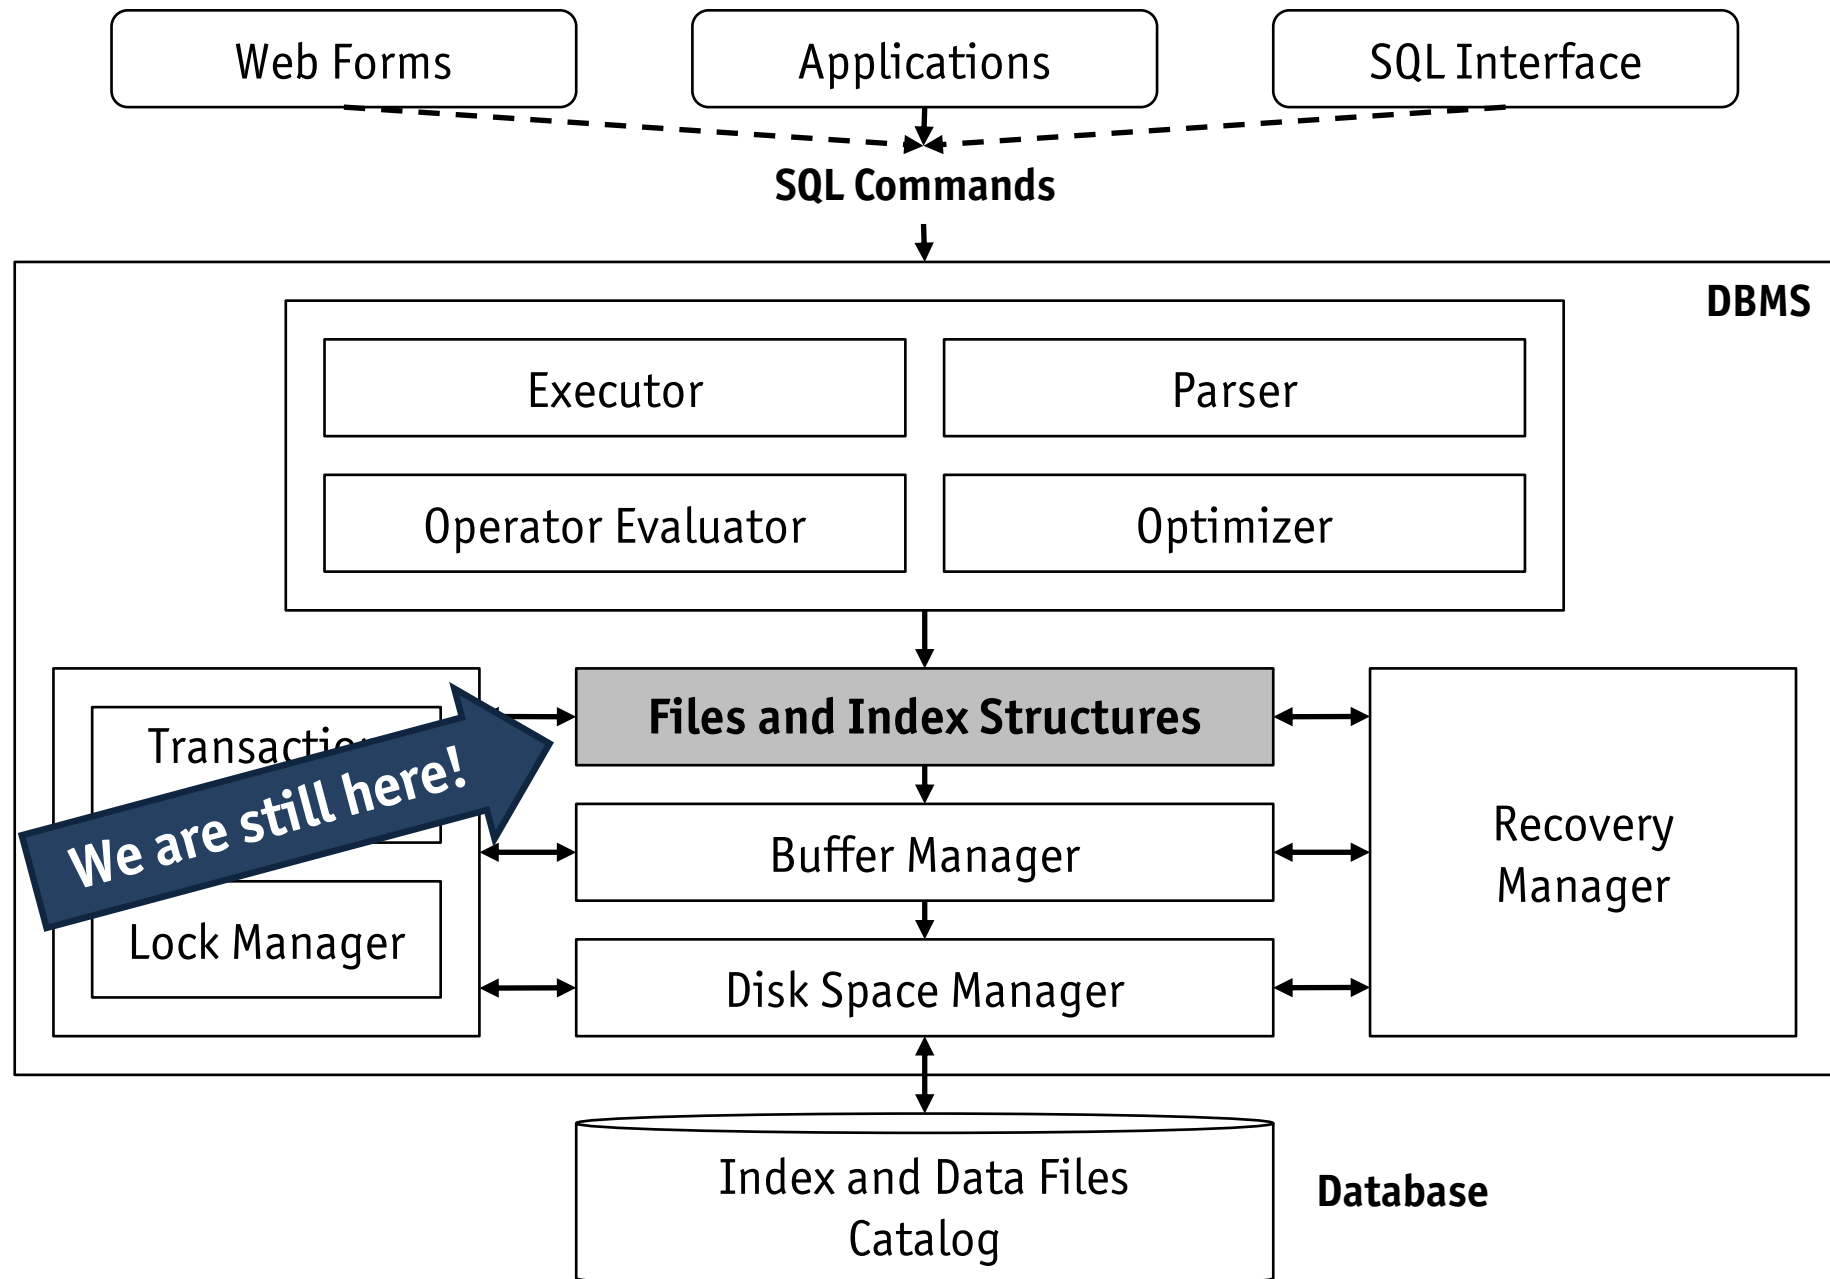 Web Forms
Applications
SQL Interface
SQL Commands
DBMS
Executor
Parser
Operator Evaluator
Optimizer
Files and Index Structures
We are still here!
Buffer Manager
Recovery
Manager
Lock Manager
Disk Space Manager
Index and Data Files
Catalog
Database